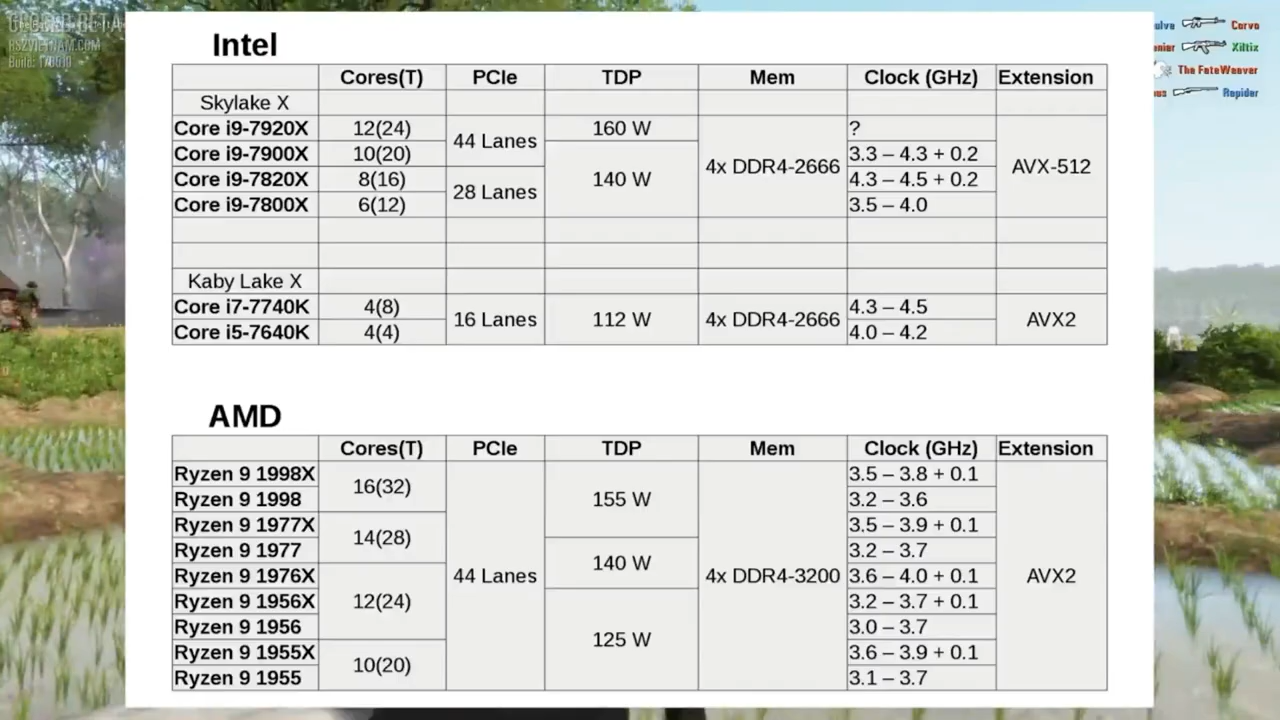 CLOSED BETA
RS2VIETNAM.COM
Intel
Cores(T) PCIe TDP Mem Clock (GHz) Extension
Skylake X
Core i9-7920X 12(24) 44 Lanes 160 W 4x DDR4-2666 ? AVX-512
Core i9-7900X 10(20) 140 W 3.3 – 4.3 + 0.2
Core i9-7820X 8(16) 28 Lanes 4.3 – 4.5 + 0.2
Core i9-7800X 6(12) 3.5 – 4.0
Kaby Lake X
Core i7-7740K 4(8) 16 Lanes 112 W 4x DDR4-2666 4.3 – 4.5 AVX2
Core i5-7640K 4(4) 4.0 – 4.2
AMD
Cores(T) PCIe TDP Mem Clock (GHz) Extension
Ryzen 9 1998X 16(32) 44 Lanes 155 W 4x DDR4-3200 3.5 – 3.8 + 0.1 AVX2
Ryzen 9 1998 3.2 – 3.6
Ryzen 9 1977X 14(28) 3.5 – 3.9 + 0.1
Ryzen 9 1977 140 W 3.2 – 3.7
Ryzen 9 1976X 12(24) 3.6 – 4.0 + 0.1
Ryzen 9 1956X 125 W 3.2 – 3.7 + 0.1
Ryzen 9 1956 3.0 – 3.7
Ryzen 9 1955X 10(20) 3.6 – 3.9 + 0.1
Ryzen 9 1955 3.1 – 3.7
Corvo
Xiltix
The FateWeaver
Rapider